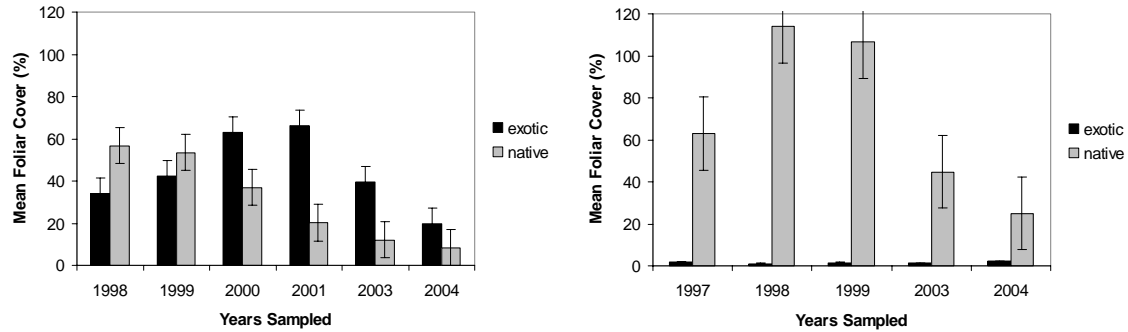 120
100
80
60
40
20
0
Mean Foliar Cover (%)
1998 1999 2000 2001 2003 2004
Years Sampled
exotic
native
120
100
80
60
40
20
0
Mean Foliar Cover (%)
1997 1998 1999 2003 2004
Years Sampled
exotic
native